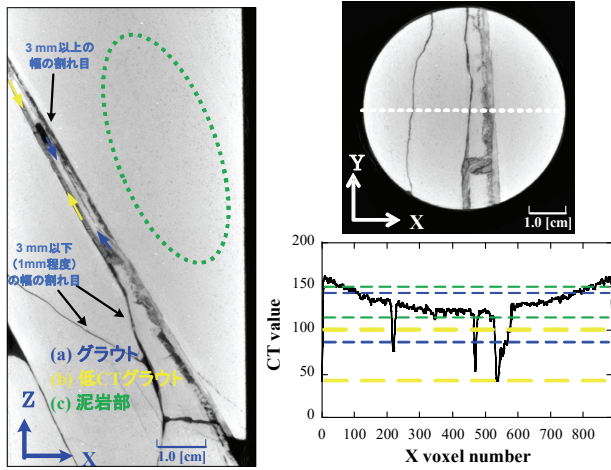 3 mm以上の
幅の割れ目
3 mm以下
（1mm程度）
の幅の割れ目
(a) グラウト
(b) 低CTグラウト
(c) 泥岩部
Z
X
1.0 [cm]
Y
X
1.0 [cm]
200
150
100
50
0
CT value
0 100 200 300 400 500 600 700 800
X voxel number